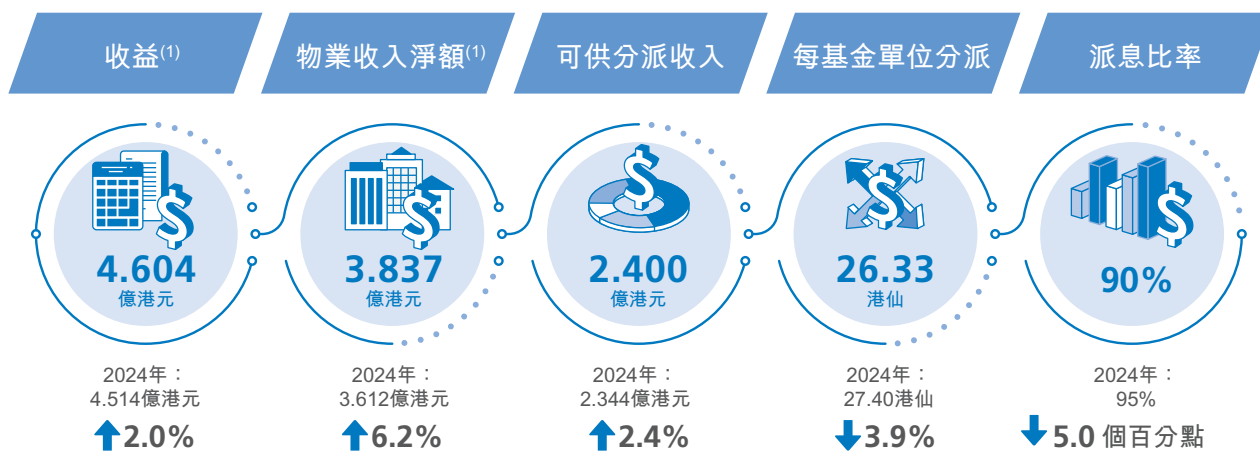 收益(1)
物業收入淨額(1)
可供分派收入
每基金單位分派
派息比率
4.604
億港元
3.837
億港元
2.400
億港元
26.33
港仙
90%
2024年：
4.514億港元
2.0%
2024年：
3.612億港元
6.2%
2024年：
2.344億港元
2.4%
2024年：
27.40港仙
3.9%
2024年：
95%
5.0 個百分點